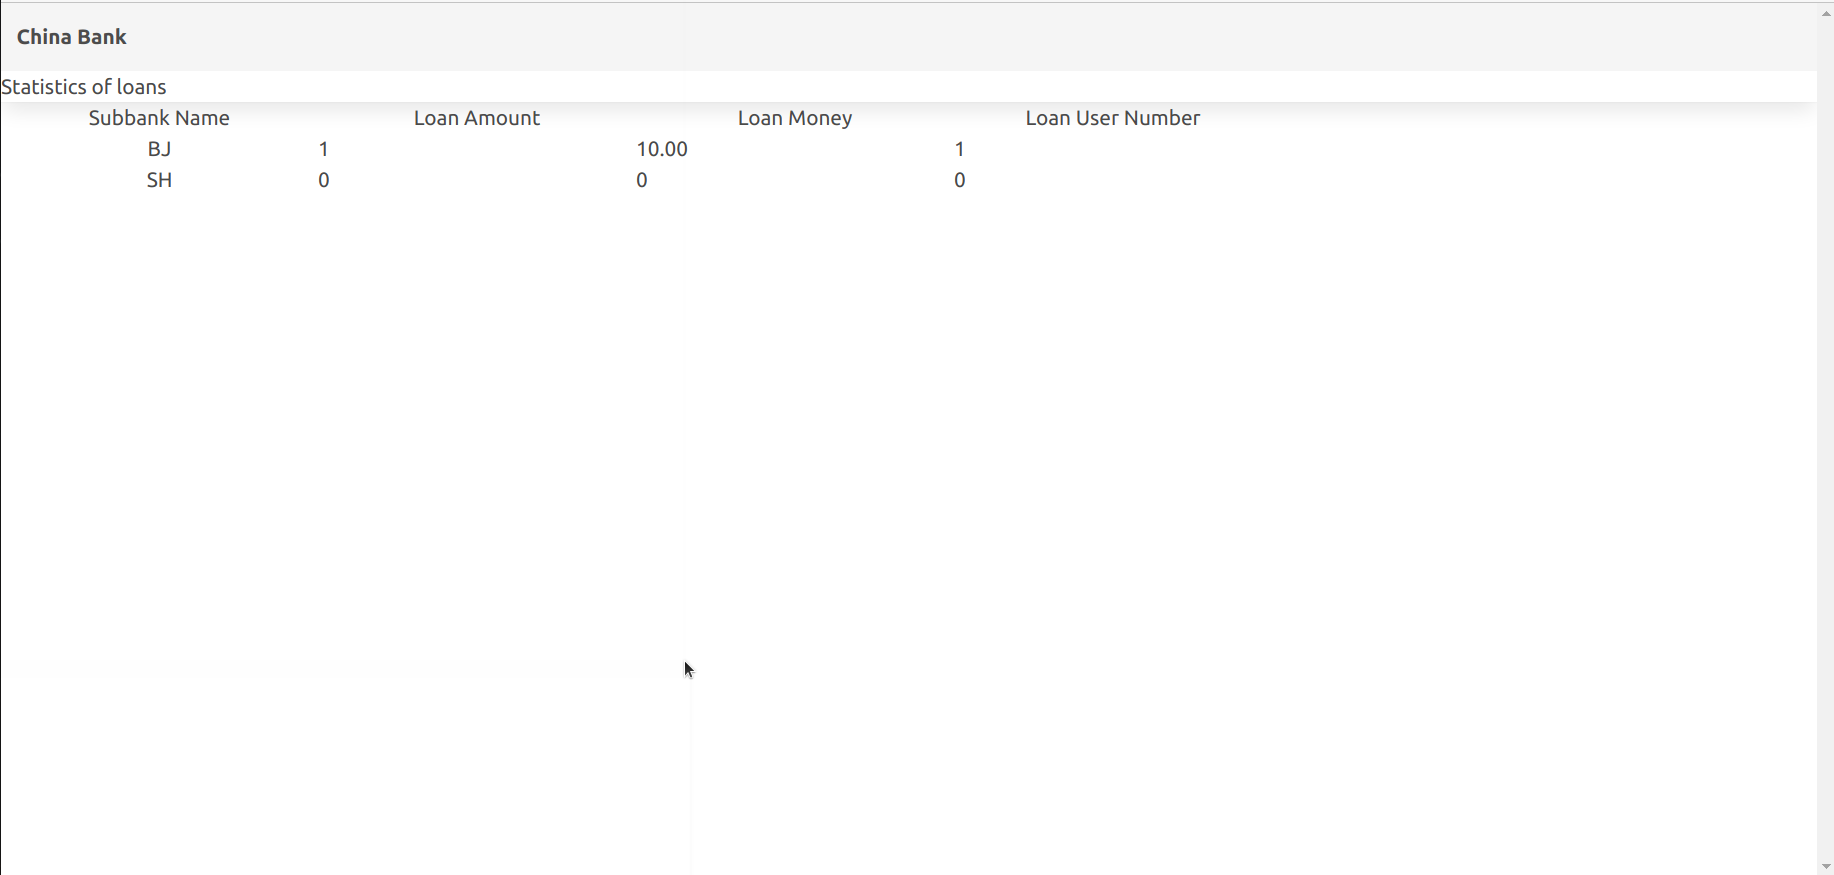 China Bank
Statistics of loans
Subbank Name Loan Amount Loan Money Loan User Number
BJ 1 10.00 1
SH 0 0 0